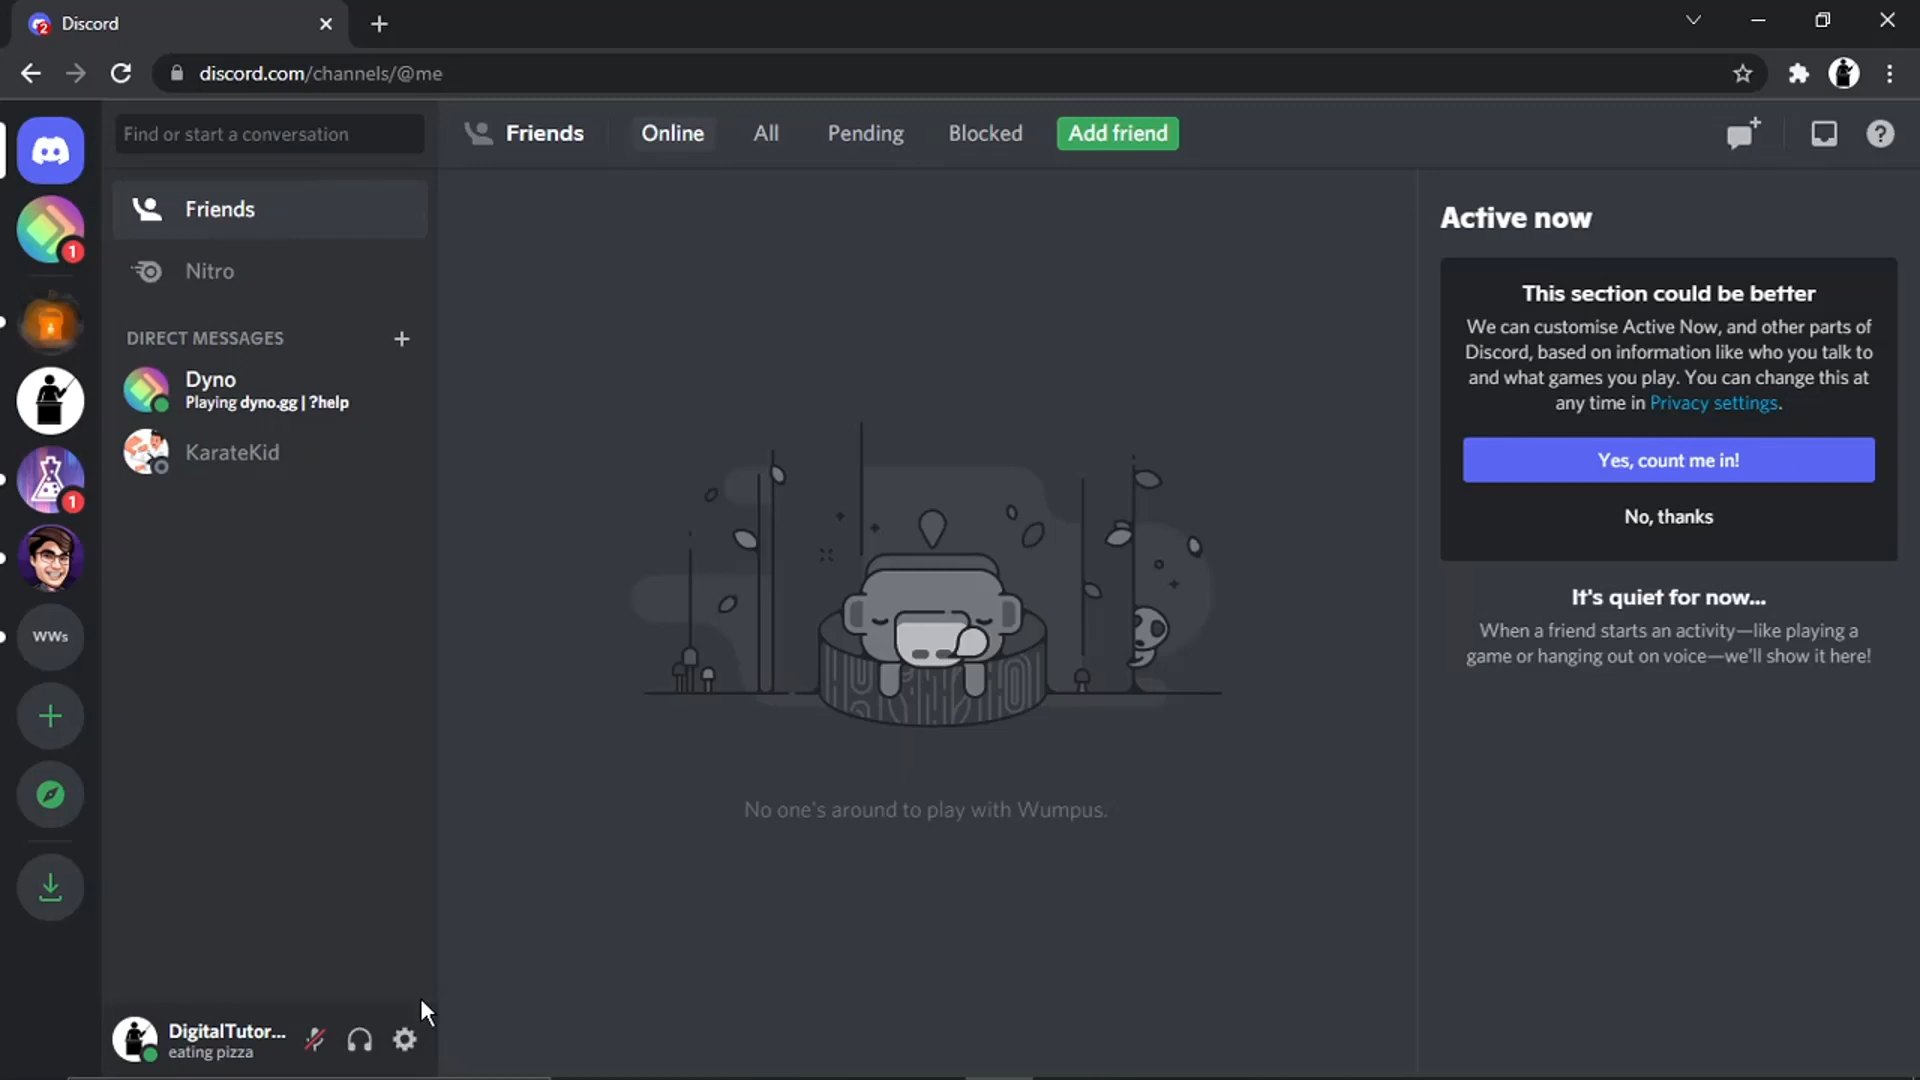 Discord
2
discord.com/channels/@me
Find or start a conversation
Friends
Online
All
Pending
Blocked
Add friend
1
Friends
Nitro
DIRECT MESSAGES
Dyno
Playing dyno.gg | ?help
KarateKid
1
WWs
No one's around to play with Wumpus.
Active now
This section could be better
We can customise Active Now, and other parts of
Discord, based on information like who you talk to
and what games you play. You can change this at
any time in Privacy settings.
Yes, count me in!
No, thanks
It's quiet for now...
When a friend starts an activity—like playing a
game or hanging out on voice—we'll show it here!
DigitalTutor...
eating pizza